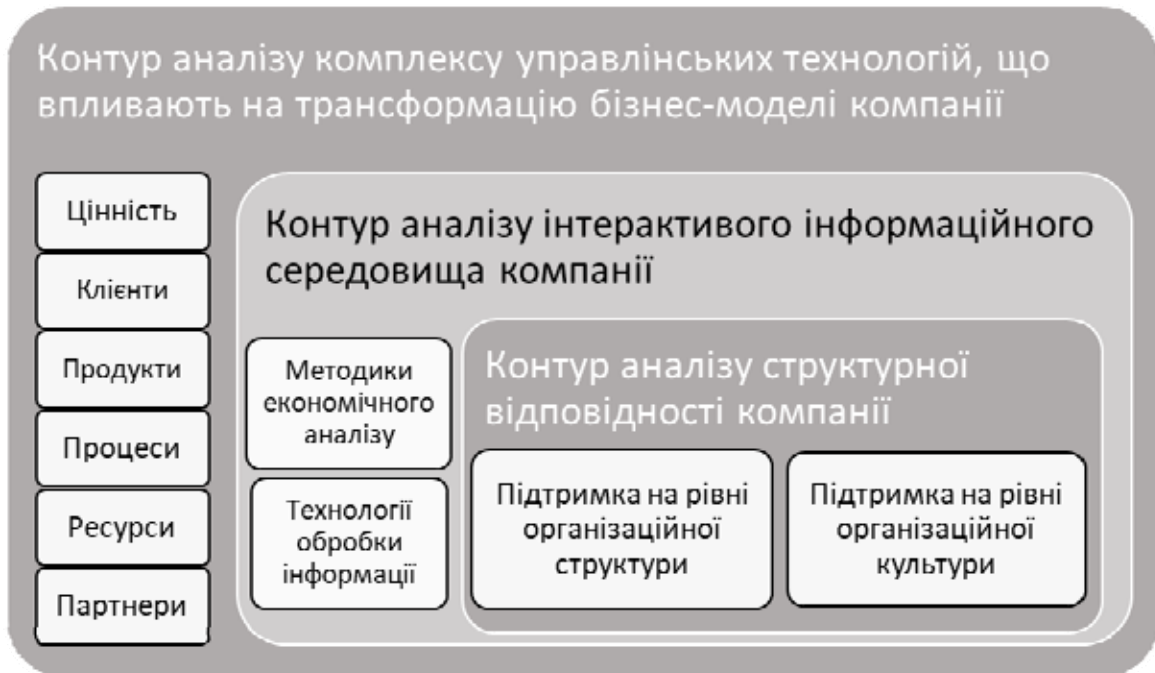 Контур аналізу комплексу управлінських технологій, що
впливають на трансформацію бізнес-моделі компанії
Цінність
Клієнти
Продукти
Процеси
Ресурси
Партнери
Контур аналізу інтерактивого інформаційного
середовища компанії
Методики
економічного
аналізу
Технології
обробки
інформації
Контур аналізу структурної
відповідності компанії
Підтримка на рівні
організаційної
структури
Підтримка на рівні
організаційної
культури